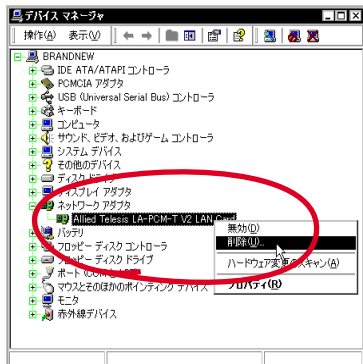 デバイス マネージャ
操作(A) 表示(V)
BRANDNEW
IDE ATA/ATAPI コントローラ
PCMCIA アダプタ
USB (Universal Serial Bus) コントローラ
キーボード
コンピュータ
サウンド、ビデオ、およびゲーム コントローラ
システム デバイス
その他のデバイス
ディスク ドライブ
ディスプレイ アダプタ
ネットワーク アダプタ
Allied Telesis LA-PCM-T V2 LAN Card
バッテリ
フロッピー ディスク コントローラ
フロッピー ディスク ドライブ
ポート (COM と LPT)
マウスとそのほかのポインティング デバイス
モニタ
赤外線デバイス
無効(D)
削除(U)...
ハードウェア変更のスキャン(A)
プロパティ(R)